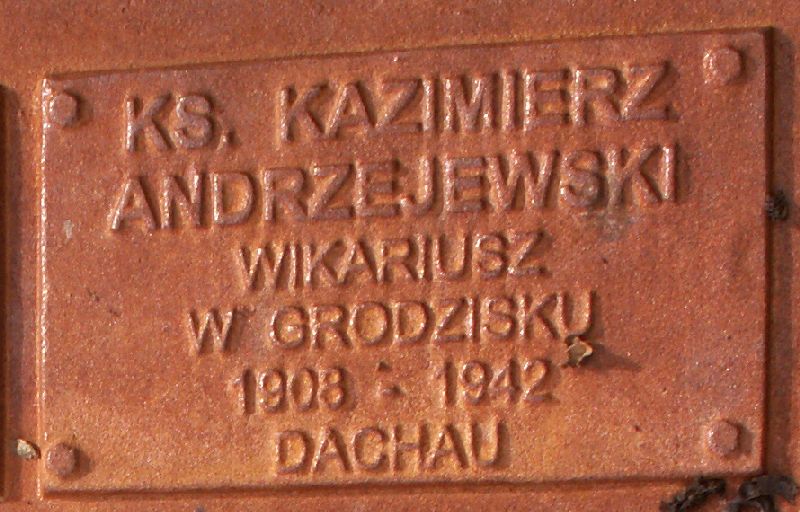 KS. KAZIMIERZ
ANDRZEJEWSKI
WIKARIUSZ
W GRODZISKU
1908 - 1942
DACHAU